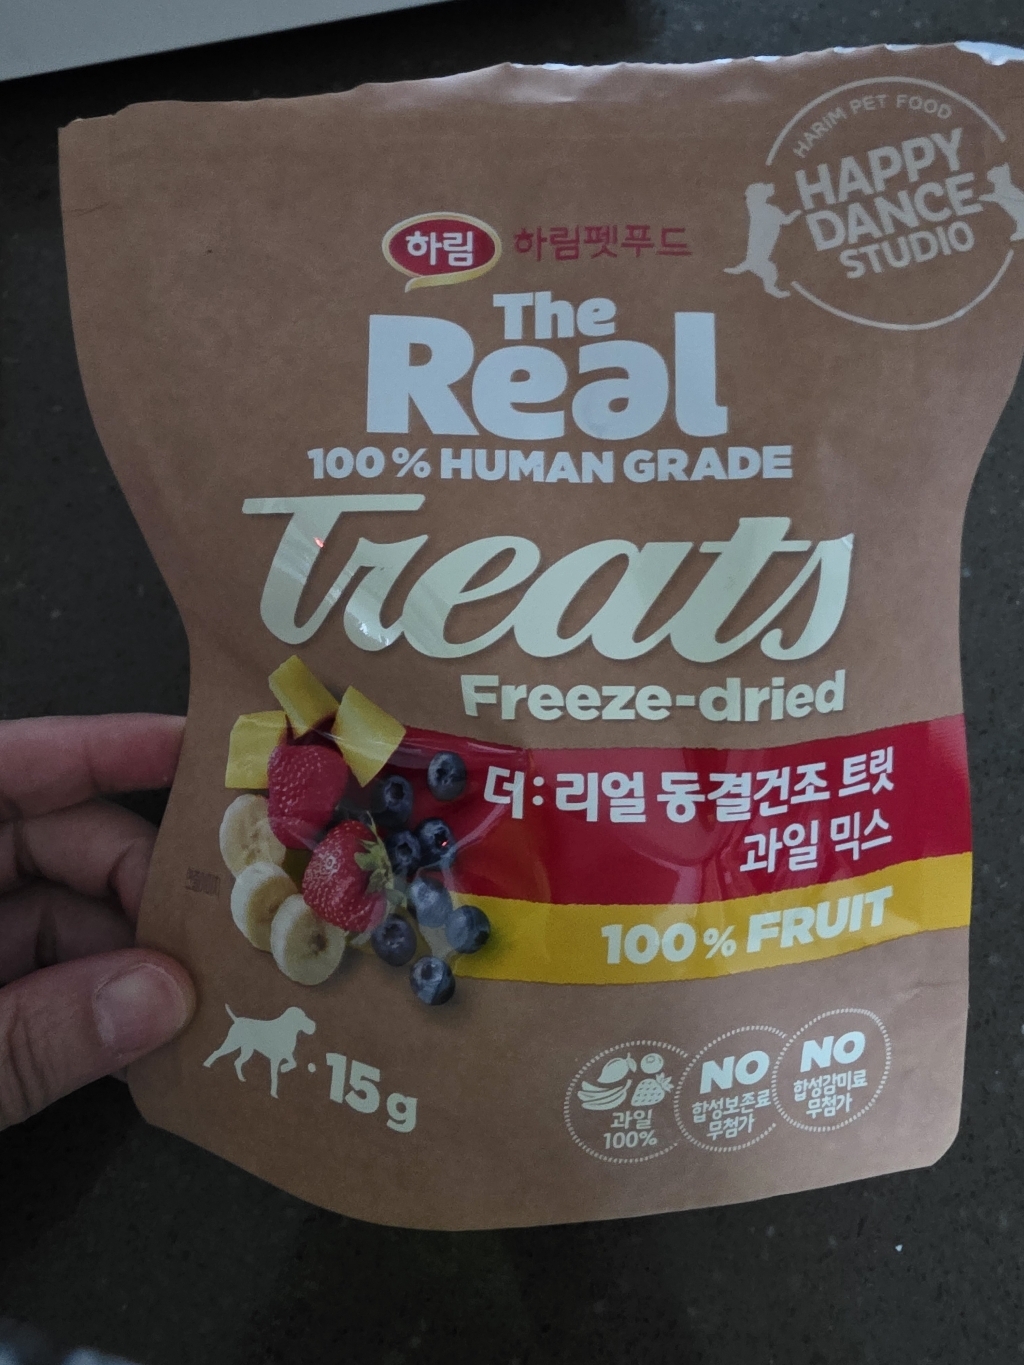 HARIM PET FOOD
HAPPY
DANCE
STUDIO
하림 하림펫푸드
The
Real
100% HUMAN GRADE
Treats
Freeze-dried
더:리얼 동결건조 트릿
과일 믹스
100% FRUIT
15g
과일
100%
NO
합성보존료
무첨가
NO
합성감미료
무첨가